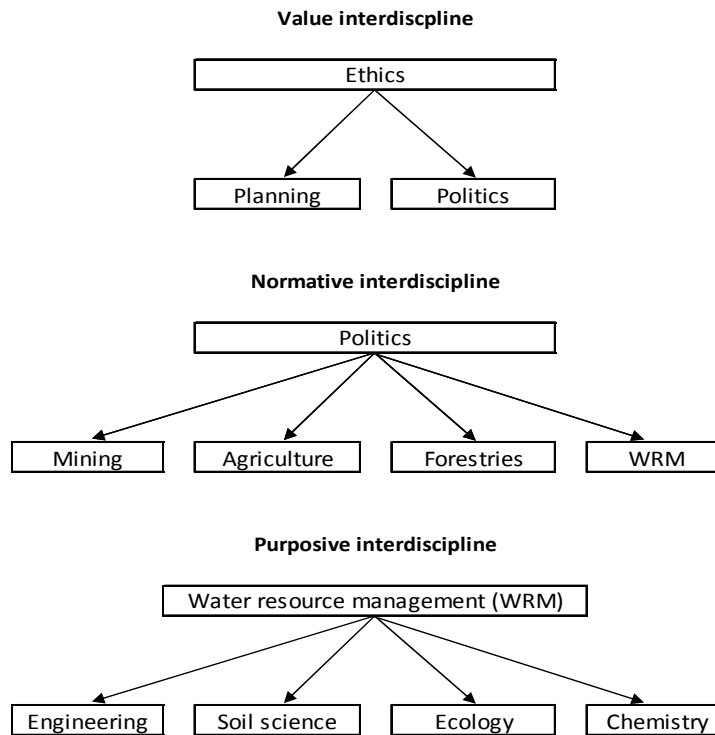 Value interdiscpline
Ethics
Planning
Politics
Normative interdiscipline
Politics
Mining
Agriculture
Forestries
WRM
Purposive interdiscipline
Water resource management (WRM)
Engineering
Soil science
Ecology
Chemistry